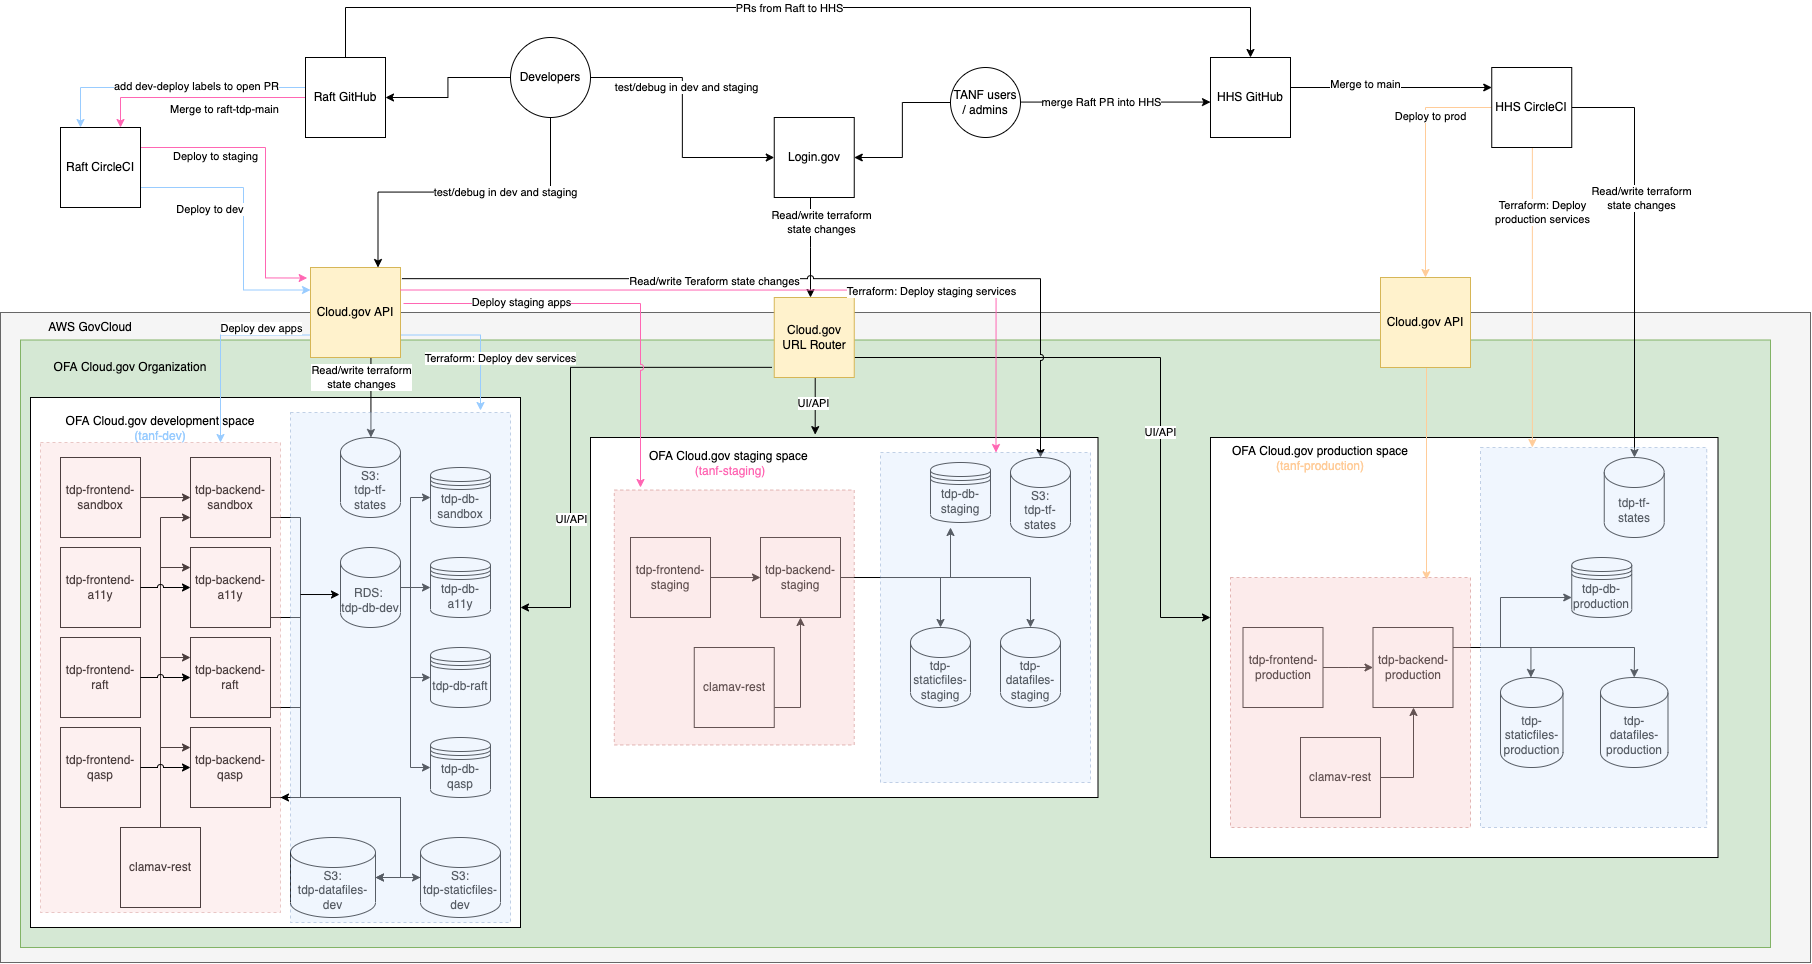 PRs from Raft to HHS
Developers
Raft GitHub
add dev-deploy labels to open PR
Merge to raft-tdp-main
test/debug in dev and staging
TANF users
/ admins
merge Raft PR into HHS
HHS GitHub
Merge to main
HHS CircleCI
Deploy to prod
Raft CircleCI
Deploy to staging
Deploy to dev
Login.gov
test/debug in dev and staging
Read/write terraform
state changes
Terraform: Deploy
production services
Read/write terraform
state changes
Cloud.gov API
Read/write Teraform state changes
Terraform: Deploy staging services
Deploy staging apps
Cloud.gov
URL Router
Cloud.gov API
AWS GovCloud
Deploy dev apps
Terraform: Deploy dev services
OFA Cloud.gov Organization
Read/write terraform
state changes
UI/API
UI/API
UI/API
OFA Cloud.gov development space
(tanf-dev)
tdp-frontend-
sandbox
tdp-backend-
sandbox
tdp-frontend-
a11y
tdp-backend-
a11y
tdp-frontend-
raft
tdp-backend-
raft
tdp-frontend-
qasp
tdp-backend-
qasp
clamav-rest
S3:
tdp-tf-
states
RDS:
tdp-db-dev
tdp-db-
sandbox
tdp-db-
a11y
tdp-db-raft
tdp-db-
qasp
S3:
tdp-datafiles-
dev
S3:
tdp-staticfiles-
dev
OFA Cloud.gov staging space
(tanf-staging)
tdp-frontend-
staging
tdp-backend-
staging
clamav-rest
tdp-db-
staging
S3:
tdp-tf-
states
tdp-
staticfiles-
staging
tdp-
datafiles-
staging
OFA Cloud.gov production space
(tanf-production)
tdp-frontend-
production
tdp-backend-
production
clamav-rest
tdp-tf-
states
tdp-db-
production
tdp-
staticfiles-
production
tdp-
datafiles-
production